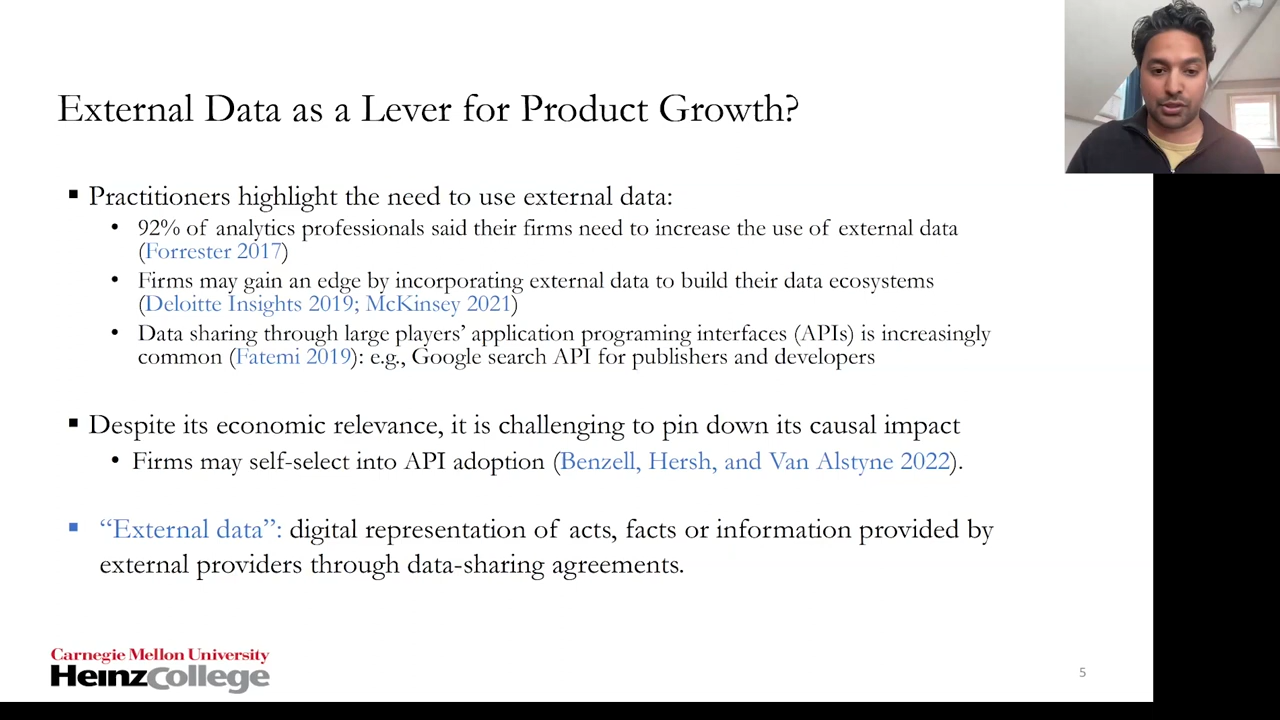 External Data as a Lever for Product Growth?
▪ Practitioners highlight the need to use external data:
• 92% of analytics professionals said their firms need to increase the use of external data
(Forrester 2017)
• Firms may gain an edge by incorporating external data to build their data ecosystems
(Deloitte Insights 2019; McKinsey 2021)
• Data sharing through large players’ application programing interfaces (APIs) is increasingly
common (Fatemi 2019): e.g., Google search API for publishers and developers
▪ Despite its economic relevance, it is challenging to pin down its causal impact
• Firms may self-select into API adoption (Benzell, Hersh, and Van Alstyne 2022).
▪ “External data”: digital representation of acts, facts or information provided by
external providers through data-sharing agreements.
Carnegie Mellon University
HeinzCollege
5